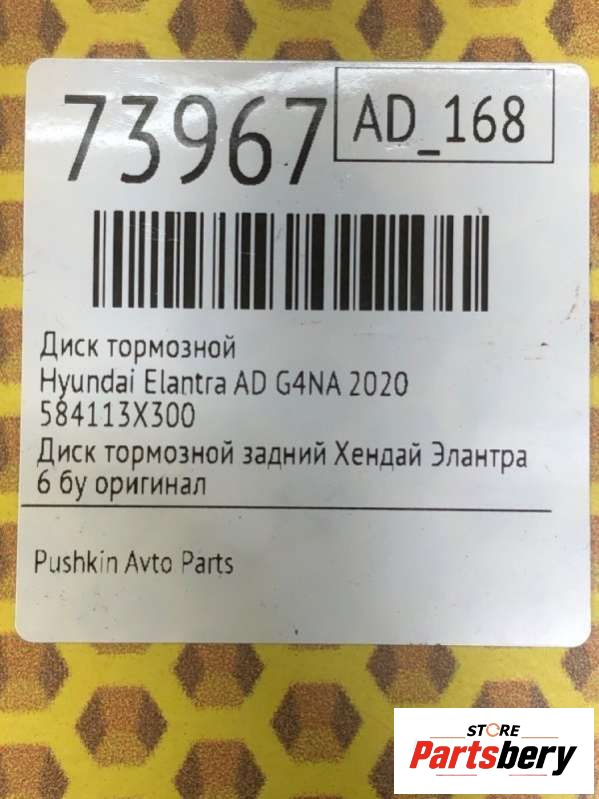 73967
AD_168
Диск тормозной
Hyundai Elantra AD G4NA 2020
584113X300
Диск тормозной задний Хендай Элантра
6 бу оригинал
Pushkin Avto Parts
STORE
Partsbery